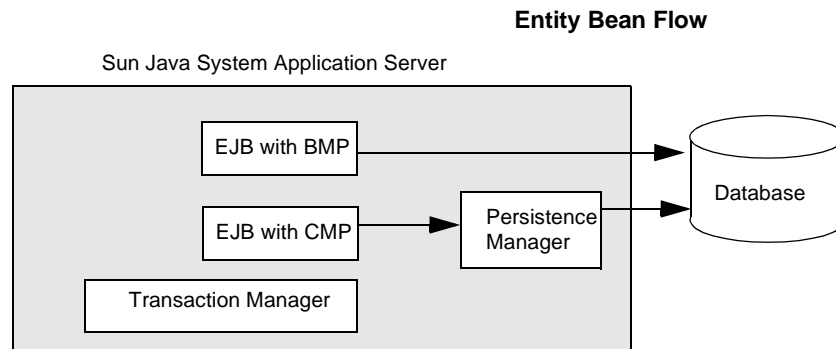 Entity Bean Flow
Sun Java System Application Server
EJB with BMP
Database
EJB with CMP
Persistence
Manager
Transaction Manager